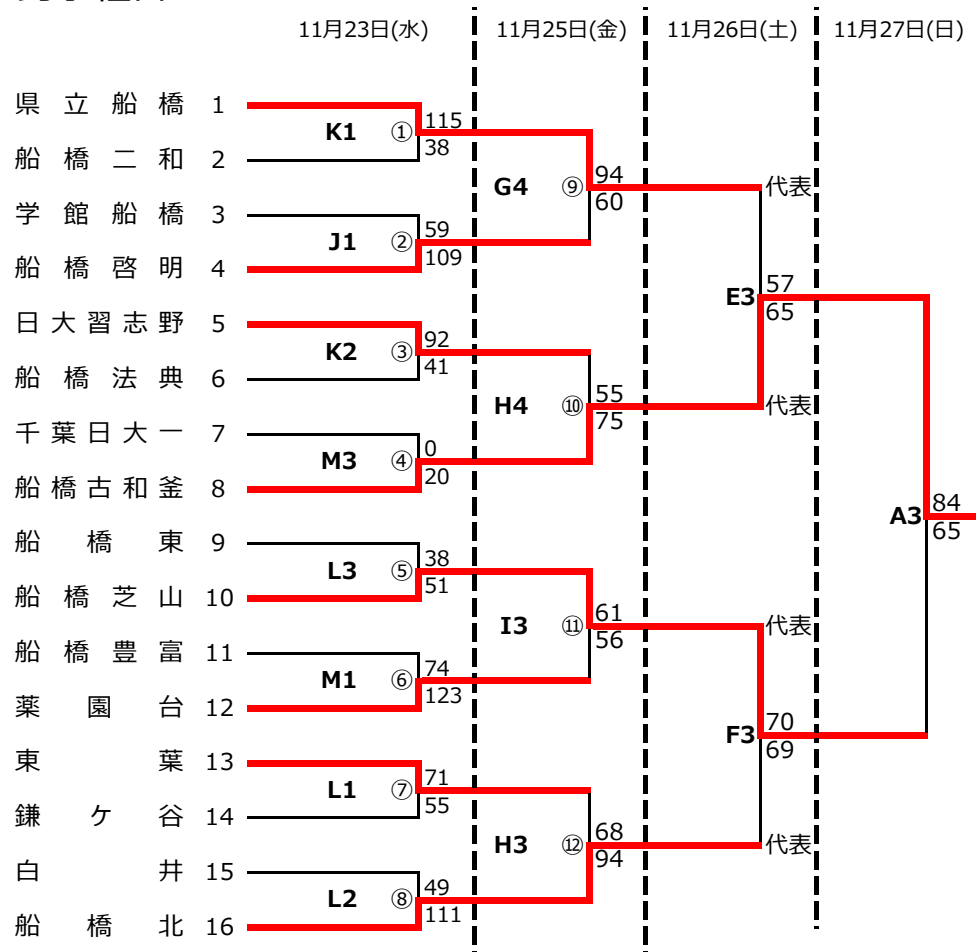 11月23日(水) 11月25日(金) 11月26日(土) 11月27日(日)
県立船橋 1
K1 ① 115
38
船橋二和 2
G4 ⑨ 94
60
代表
学館船橋 3
J1 ② 59
109
船橋啓明 4
E3 57
65
日大習志野 5
K2 ③ 92
41
船橋法典 6
H4 ⑩ 55
75
代表
千葉日大一 7
M3 ④ 0
20
船橋古和釜 8
A3 84
65
船橋東 9
L3 ⑤ 38
51
船橋芝山 10
I3 ⑪ 61
56
代表
船橋豊富 11
M1 ⑥ 74
123
薬園台 12
F3 70
69
東葉 13
L1 ⑦ 71
55
鎌ケ谷 14
H3 ⑫ 68
94
代表
白井 15
L2 ⑧ 49
111
船橋北 16